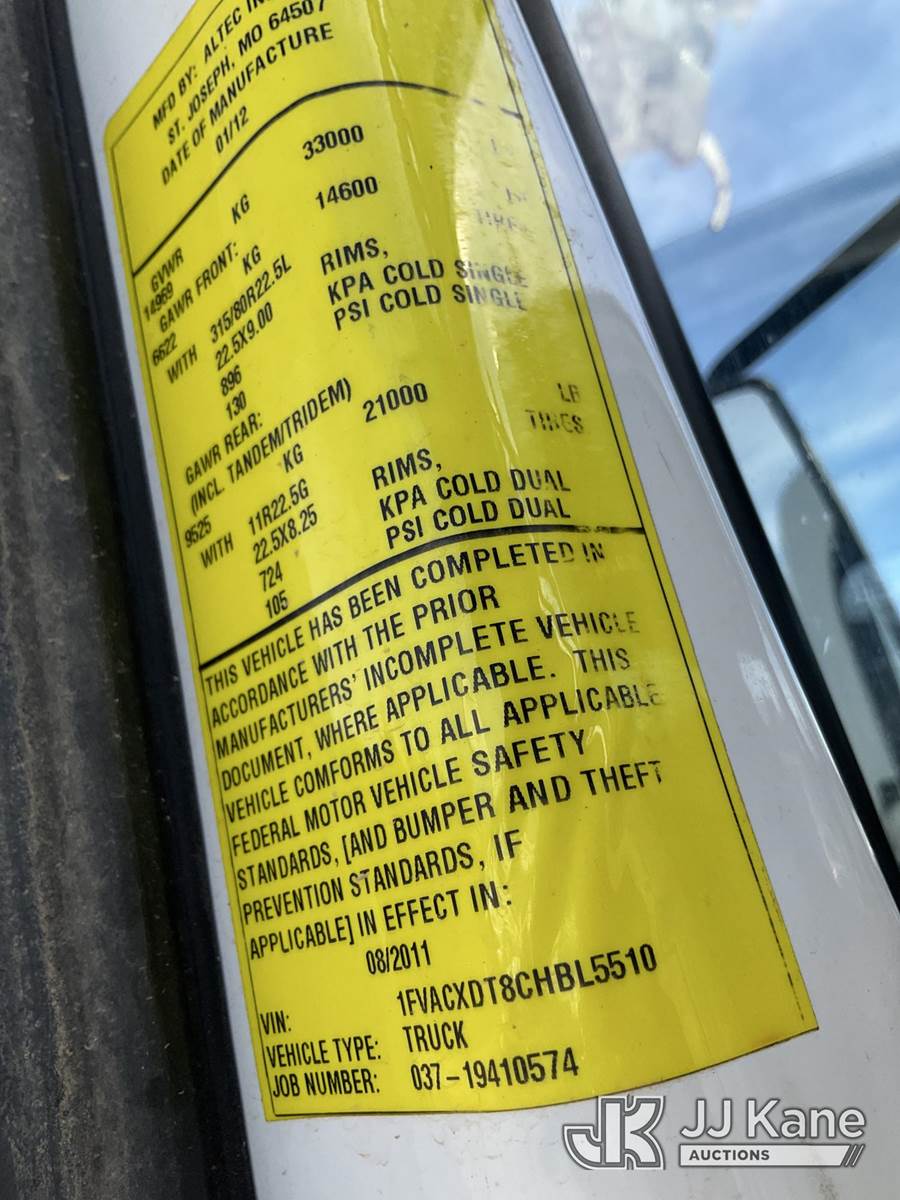 MFD BY: ALTEC
ST. JOSEPH, MO 64507
DATE OF MANUFACTURE
01/12
GVWR
14969 KG 33000
GAWR FRONT:
6622 KG 14600
WITH 315/80R22.5L TIRES
22.5X9.00 RIMS,
896 KPA COLD SINGLE
130 PSI COLD SINGLE
GAWR REAR:
(INCL. TANDEM/TRIDEM)
9525 KG 21000 LB
WITH 11R22.5G TIRES
22.5X8.25 RIMS,
724 KPA COLD DUAL
105 PSI COLD DUAL
THIS VEHICLE HAS BEEN COMPLETED IN
ACCORDANCE WITH THE PRIOR
MANUFACTURERS' INCOMPLETE VEHICLE
DOCUMENT, WHERE APPLICABLE. THIS
VEHICLE COMFORMS TO ALL APPLICABLE
FEDERAL MOTOR VEHICLE SAFETY
STANDARDS, [AND BUMPER AND THEFT
PREVENTION STANDARDS, IF
APPLICABLE] IN EFFECT IN:
08/2011
VIN: 1FVACXDT8CHBL5510
VEHICLE TYPE: TRUCK
JOB NUMBER: 037-19410574
JK JJ Kane
AUCTIONS